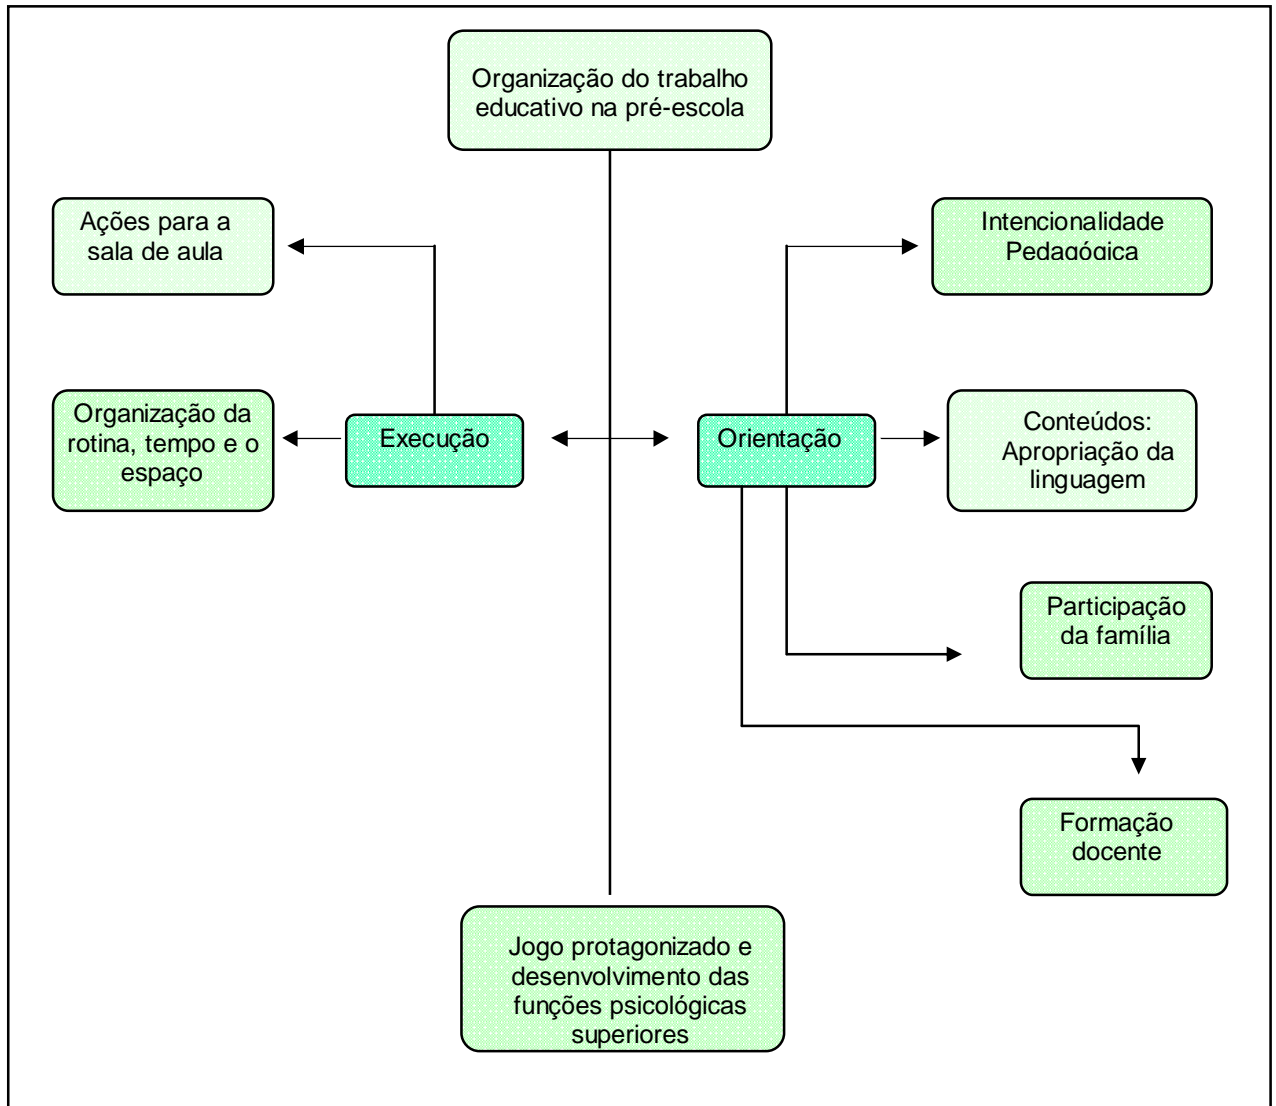 Organização do trabalho
educativo na pré-escola
Ações para a
sala de aula
Intencionalidade
Pedagógica
Organização da
rotina, tempo e o
espaço
Execução
Orientação
Conteúdos:
Apropriação da
linguagem
Participação
da família
Formação
docente
Jogo protagonizado e
desenvolvimento das
funções psicológicas
superiores